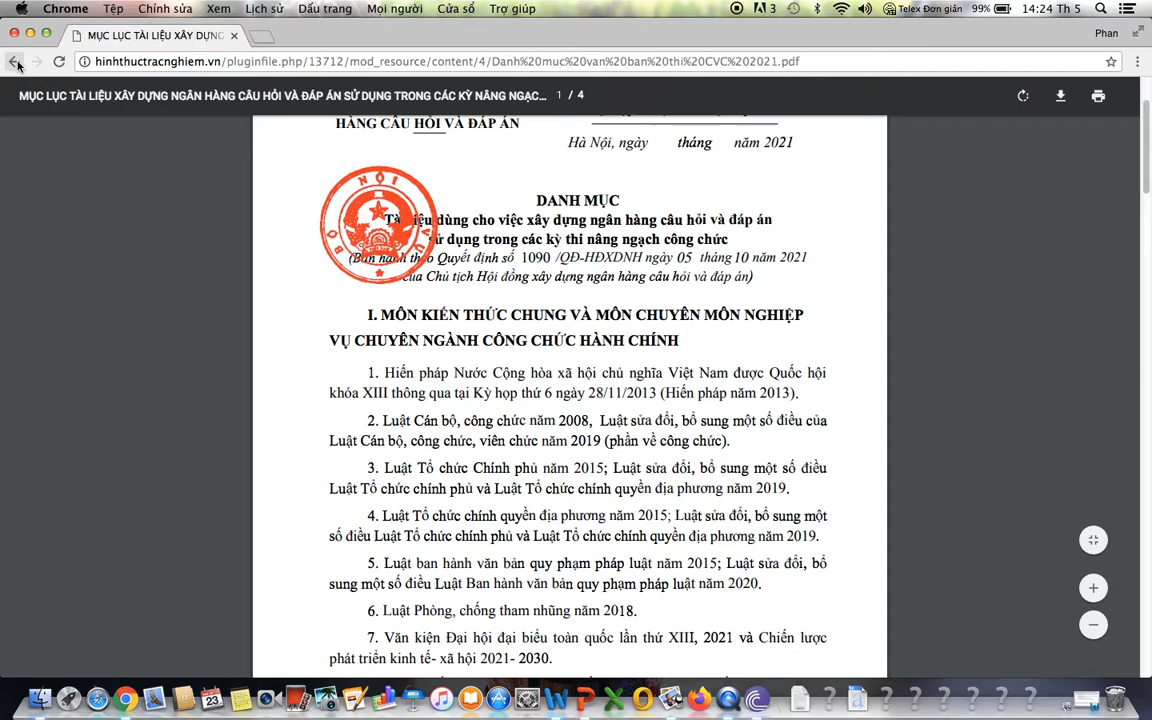 Chrome Tệp Chỉnh sửa Xem Lịch sử Dấu trang Mọi người Cửa sổ Trợ giúp 3 Telex Đơn giản 99% 14:24 Th 5
MỤC LỤC TÀI LIỆU XÂY DỰNG Phan
hinhthuctracnghiem.vn/pluginfile.php/13712/mod_resource/content/4/Danh%20muc%20van%20ban%20thi%20CVC%202021.pdf
MỤC LỤC TÀI LIỆU XÂY DỰNG NGÂN HÀNG CÂU HỎI VÀ ĐÁP ÁN SỬ DỤNG TRONG CÁC KỲ NÂNG NGẠC... 1 / 4
HÀNG CÂU HỎI VÀ ĐÁP ÁN
Hà Nội, ngày tháng năm 2021
BỘ NỘI VỤ
DANH MỤC
Tài liệu dùng cho việc xây dựng ngân hàng câu hỏi và đáp án
sử dụng trong các kỳ thi nâng ngạch công chức
(Ban hành theo Quyết định số 1090 /QĐ-HĐXDNH ngày 05 tháng 10 năm 2021
của Chủ tịch Hội đồng xây dựng ngân hàng câu hỏi và đáp án)
I. MÔN KIẾN THỨC CHUNG VÀ MÔN CHUYÊN MÔN NGHIỆP
VỤ CHUYÊN NGÀNH CÔNG CHỨC HÀNH CHÍNH
1. Hiến pháp Nước Cộng hòa xã hội chủ nghĩa Việt Nam được Quốc hội
khóa XIII thông qua tại Kỳ họp thứ 6 ngày 28/11/2013 (Hiến pháp năm 2013).
2. Luật Cán bộ, công chức năm 2008, Luật sửa đổi, bổ sung một số điều của
Luật Cán bộ, công chức, viên chức năm 2019 (phần về công chức).
3. Luật Tổ chức Chính phủ năm 2015; Luật sửa đổi, bổ sung một số điều
Luật Tổ chức chính phủ và Luật Tổ chức chính quyền địa phương năm 2019.
4. Luật Tổ chức chính quyền địa phương năm 2015; Luật sửa đổi, bổ sung một
số điều Luật Tổ chức chính phủ và Luật Tổ chức chính quyền địa phương năm 2019.
5. Luật ban hành văn bản quy phạm pháp luật năm 2015; Luật sửa đổi, bổ
sung một số điều Luật Ban hành văn bản quy phạm pháp luật năm 2020.
6. Luật Phòng, chống tham nhũng năm 2018.
7. Văn kiện Đại hội đại biểu toàn quốc lần thứ XIII, 2021 và Chiến lược
phát triển kinh tế- xã hội 2021- 2030.